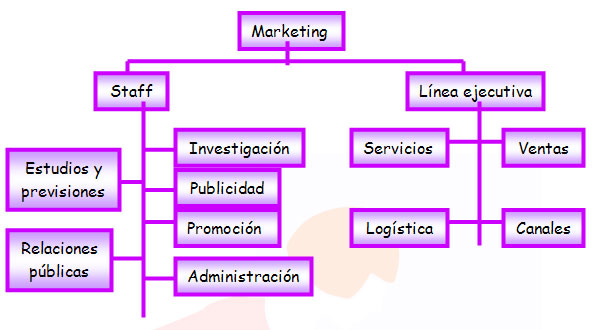 Marketing
Staff
Línea ejecutiva
Investigación
Servicios
Ventas
Estudios y
previsiones
Publicidad
Promoción
Logística
Canales
Relaciones
públicas
Administración